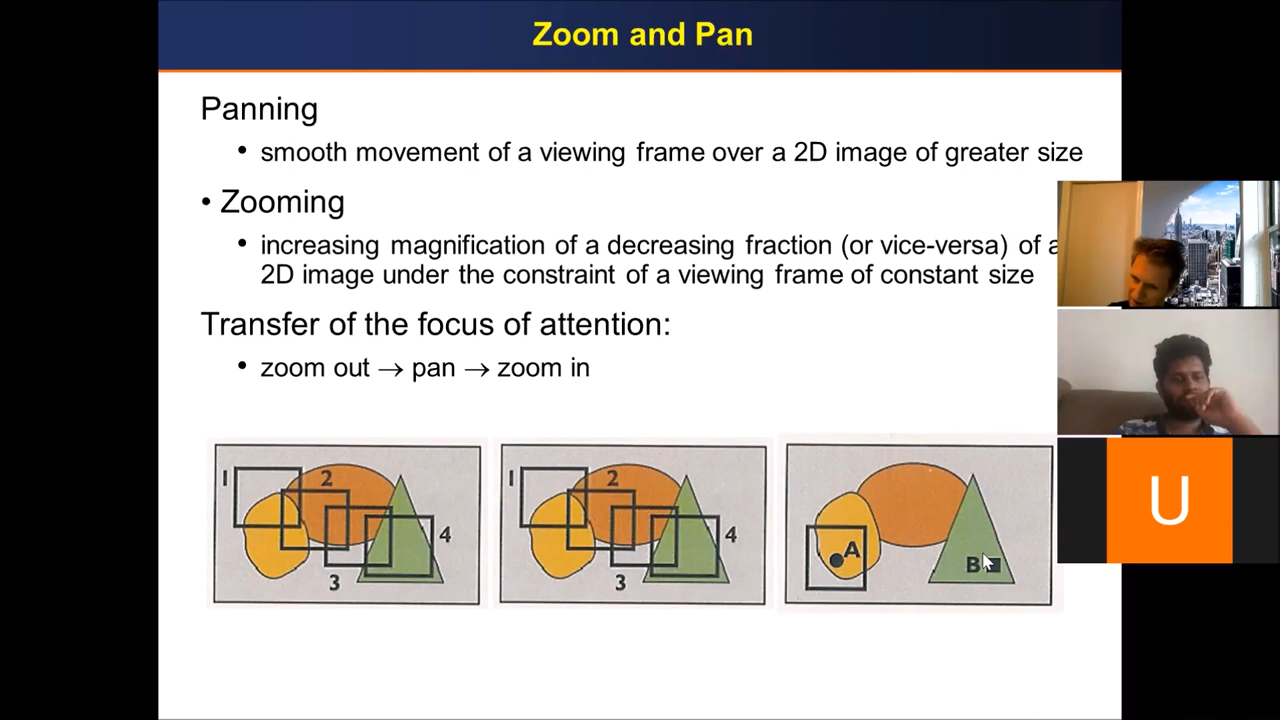 Zoom and Pan
Panning
• smooth movement of a viewing frame over a 2D image of greater size
• Zooming
• increasing magnification of a decreasing fraction (or vice-versa) of a
2D image under the constraint of a viewing frame of constant size
Transfer of the focus of attention:
• zoom out → pan → zoom in
1
2
3
4
1
2
3
4
A
B
U